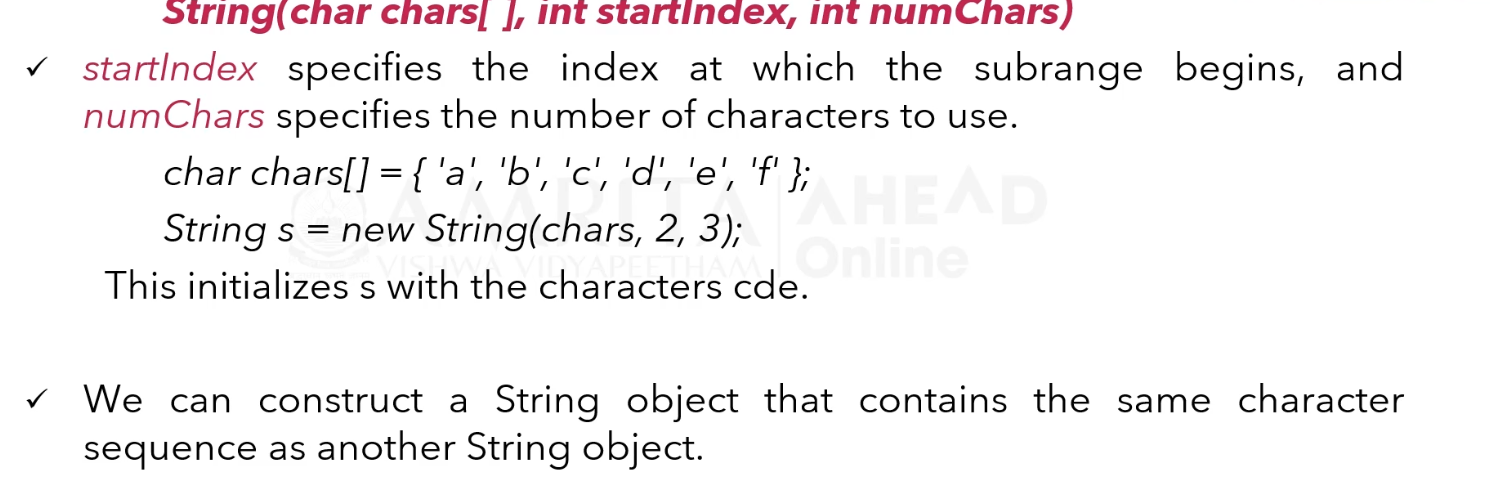 String(char chars[ ], int startIndex, int numChars)
✓ startIndex specifies the index at which the subrange begins, and
numChars specifies the number of characters to use.
char chars[] = { 'a', 'b', 'c', 'd', 'e', 'f' };
String s = new String(chars, 2, 3);
This initializes s with the characters cde.
✓ We can construct a String object that contains the same character
sequence as another String object.
AMRITA
VISHWA VIDYAPEETHAM
AHEAD
Online